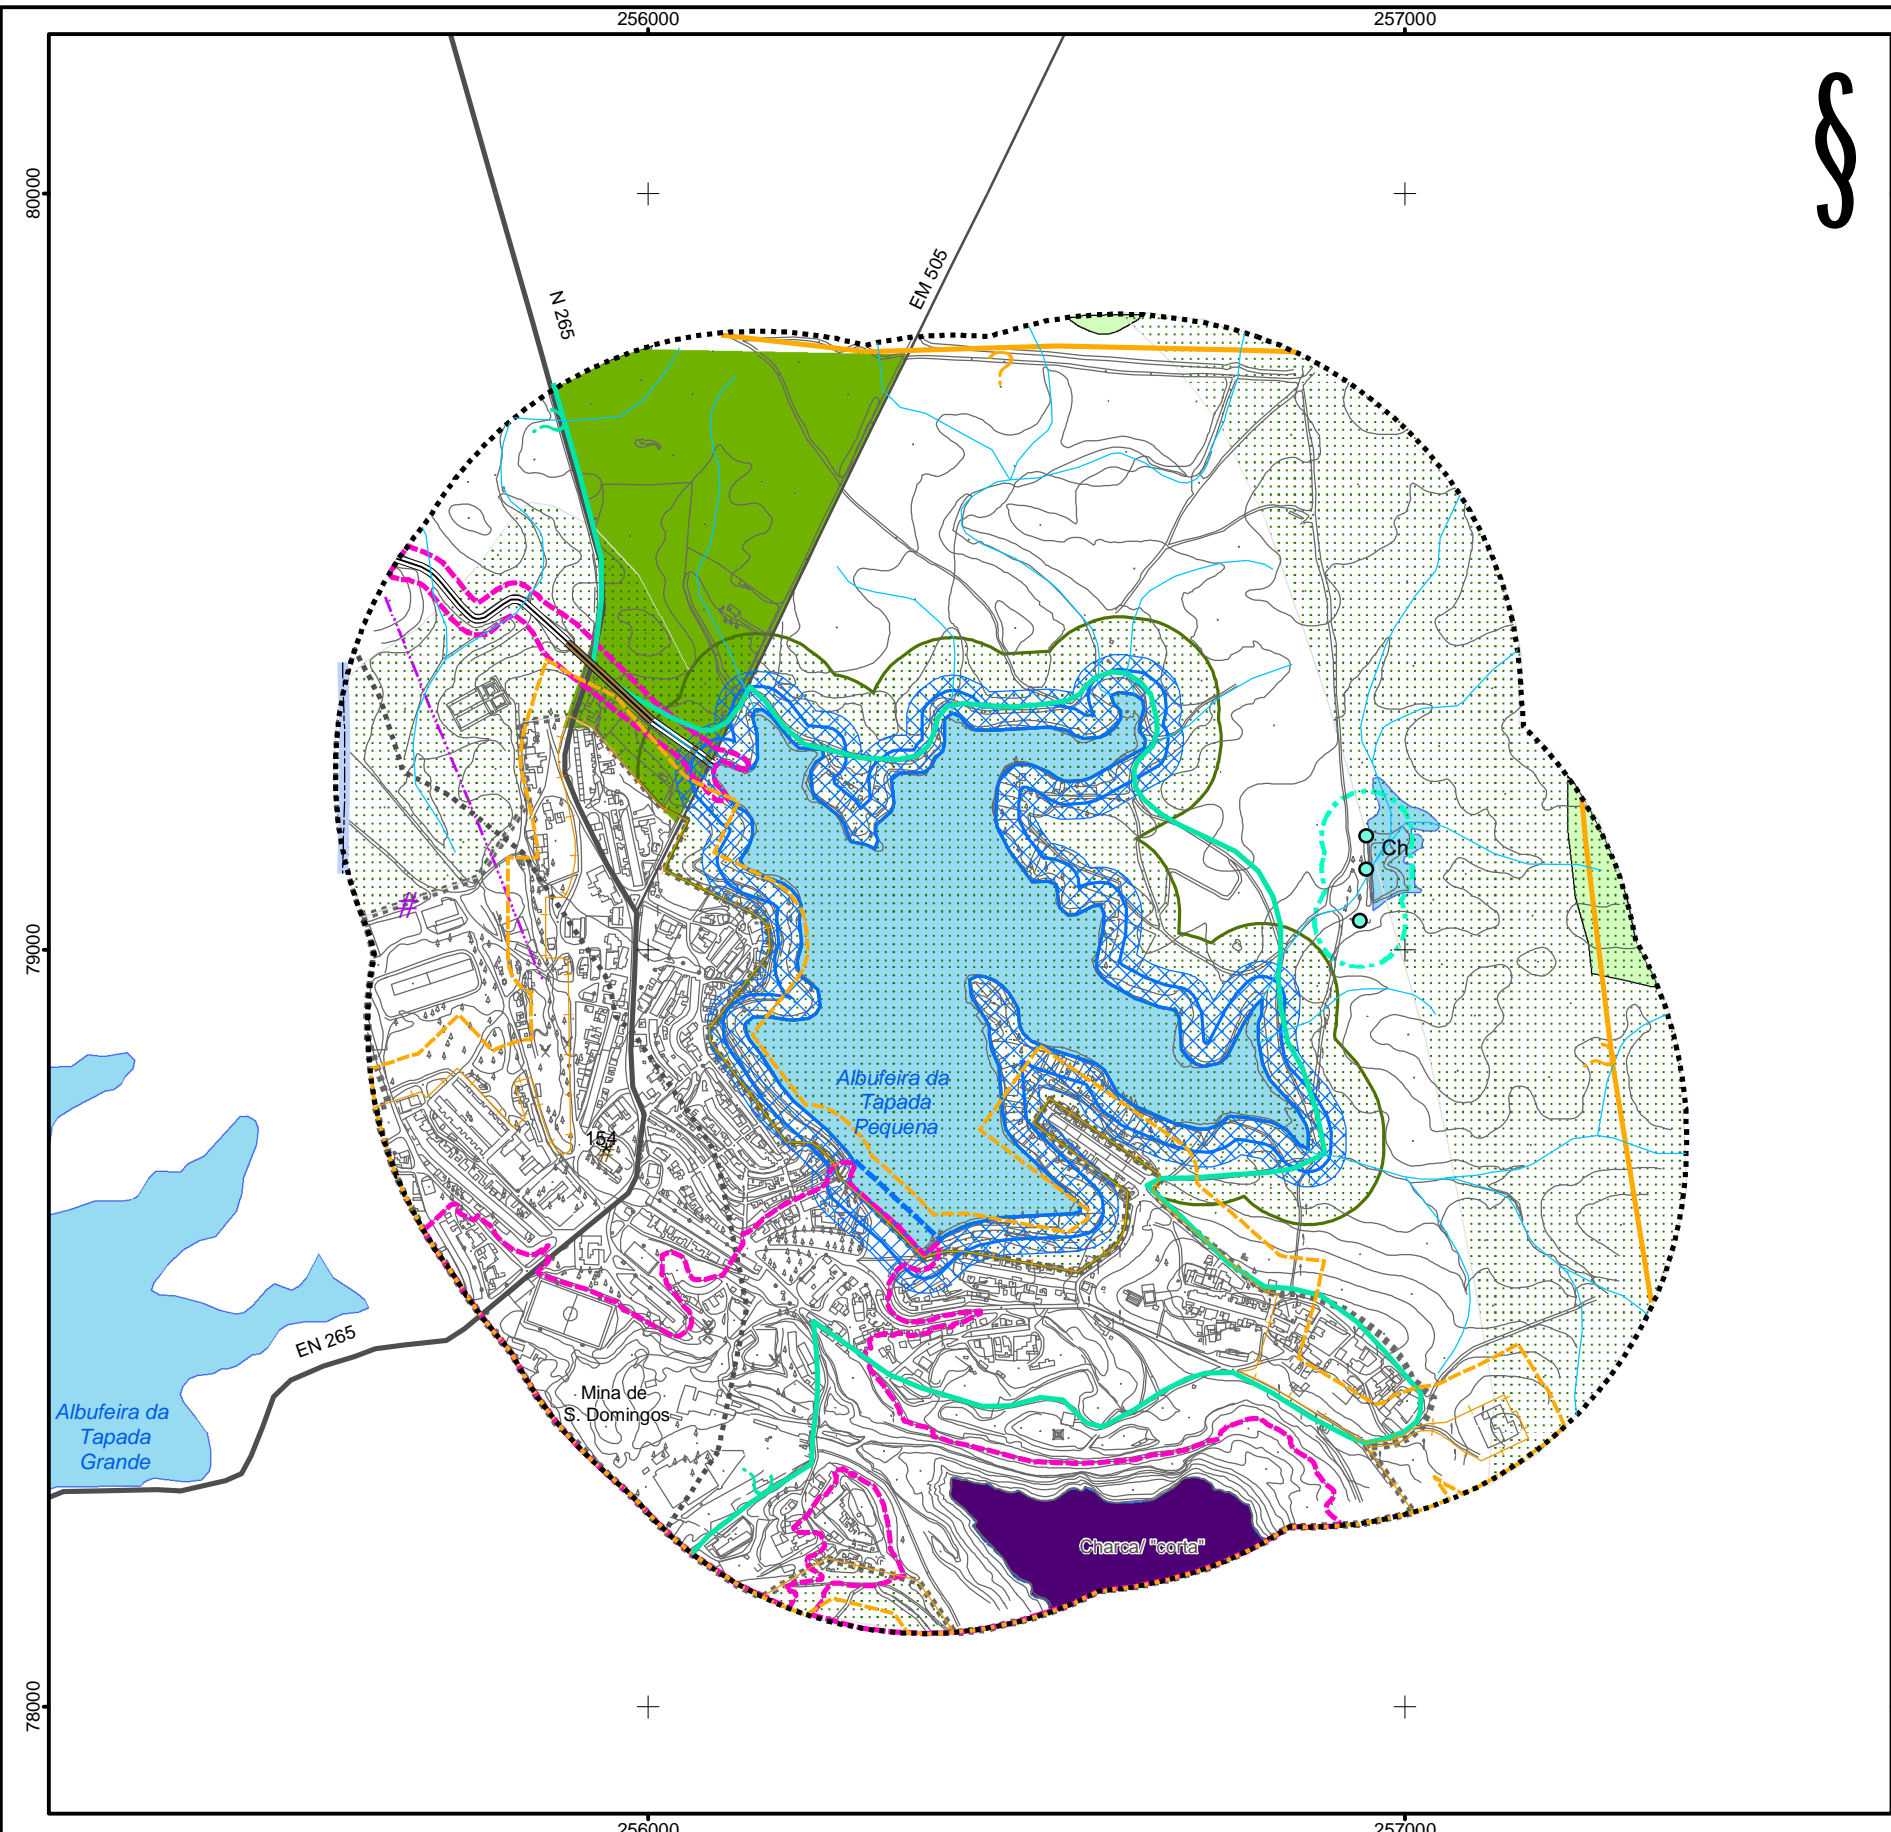 256000
257000
§
80000
N 265
EM 505
?
Ch
#
79000
Albufeira da
Tapada
Pequena
154
EN 265
Mina de
S. Domingos
Albufeira da
Tapada
Grande
Charca/ "corta"
78000
256000
257000